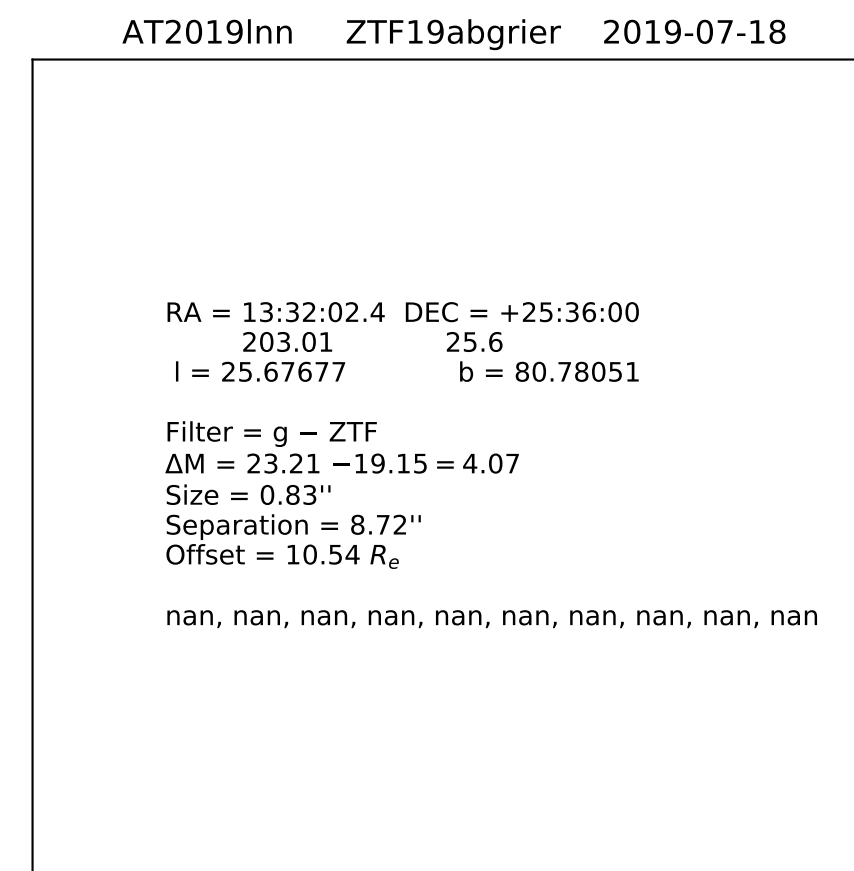 AT2019lnn ZTF19abgrier 2019-07-18
RA = 13:32:02.4 DEC = +25:36:00
203.01 25.6
l = 25.67677 b = 80.78051
Filter = g − ZTF
ΔM = 23.21 −19.15 = 4.07
Size = 0.83''
Separation = 8.72''
Offset = 10.54 Rₑ
nan, nan, nan, nan, nan, nan, nan, nan, nan, nan